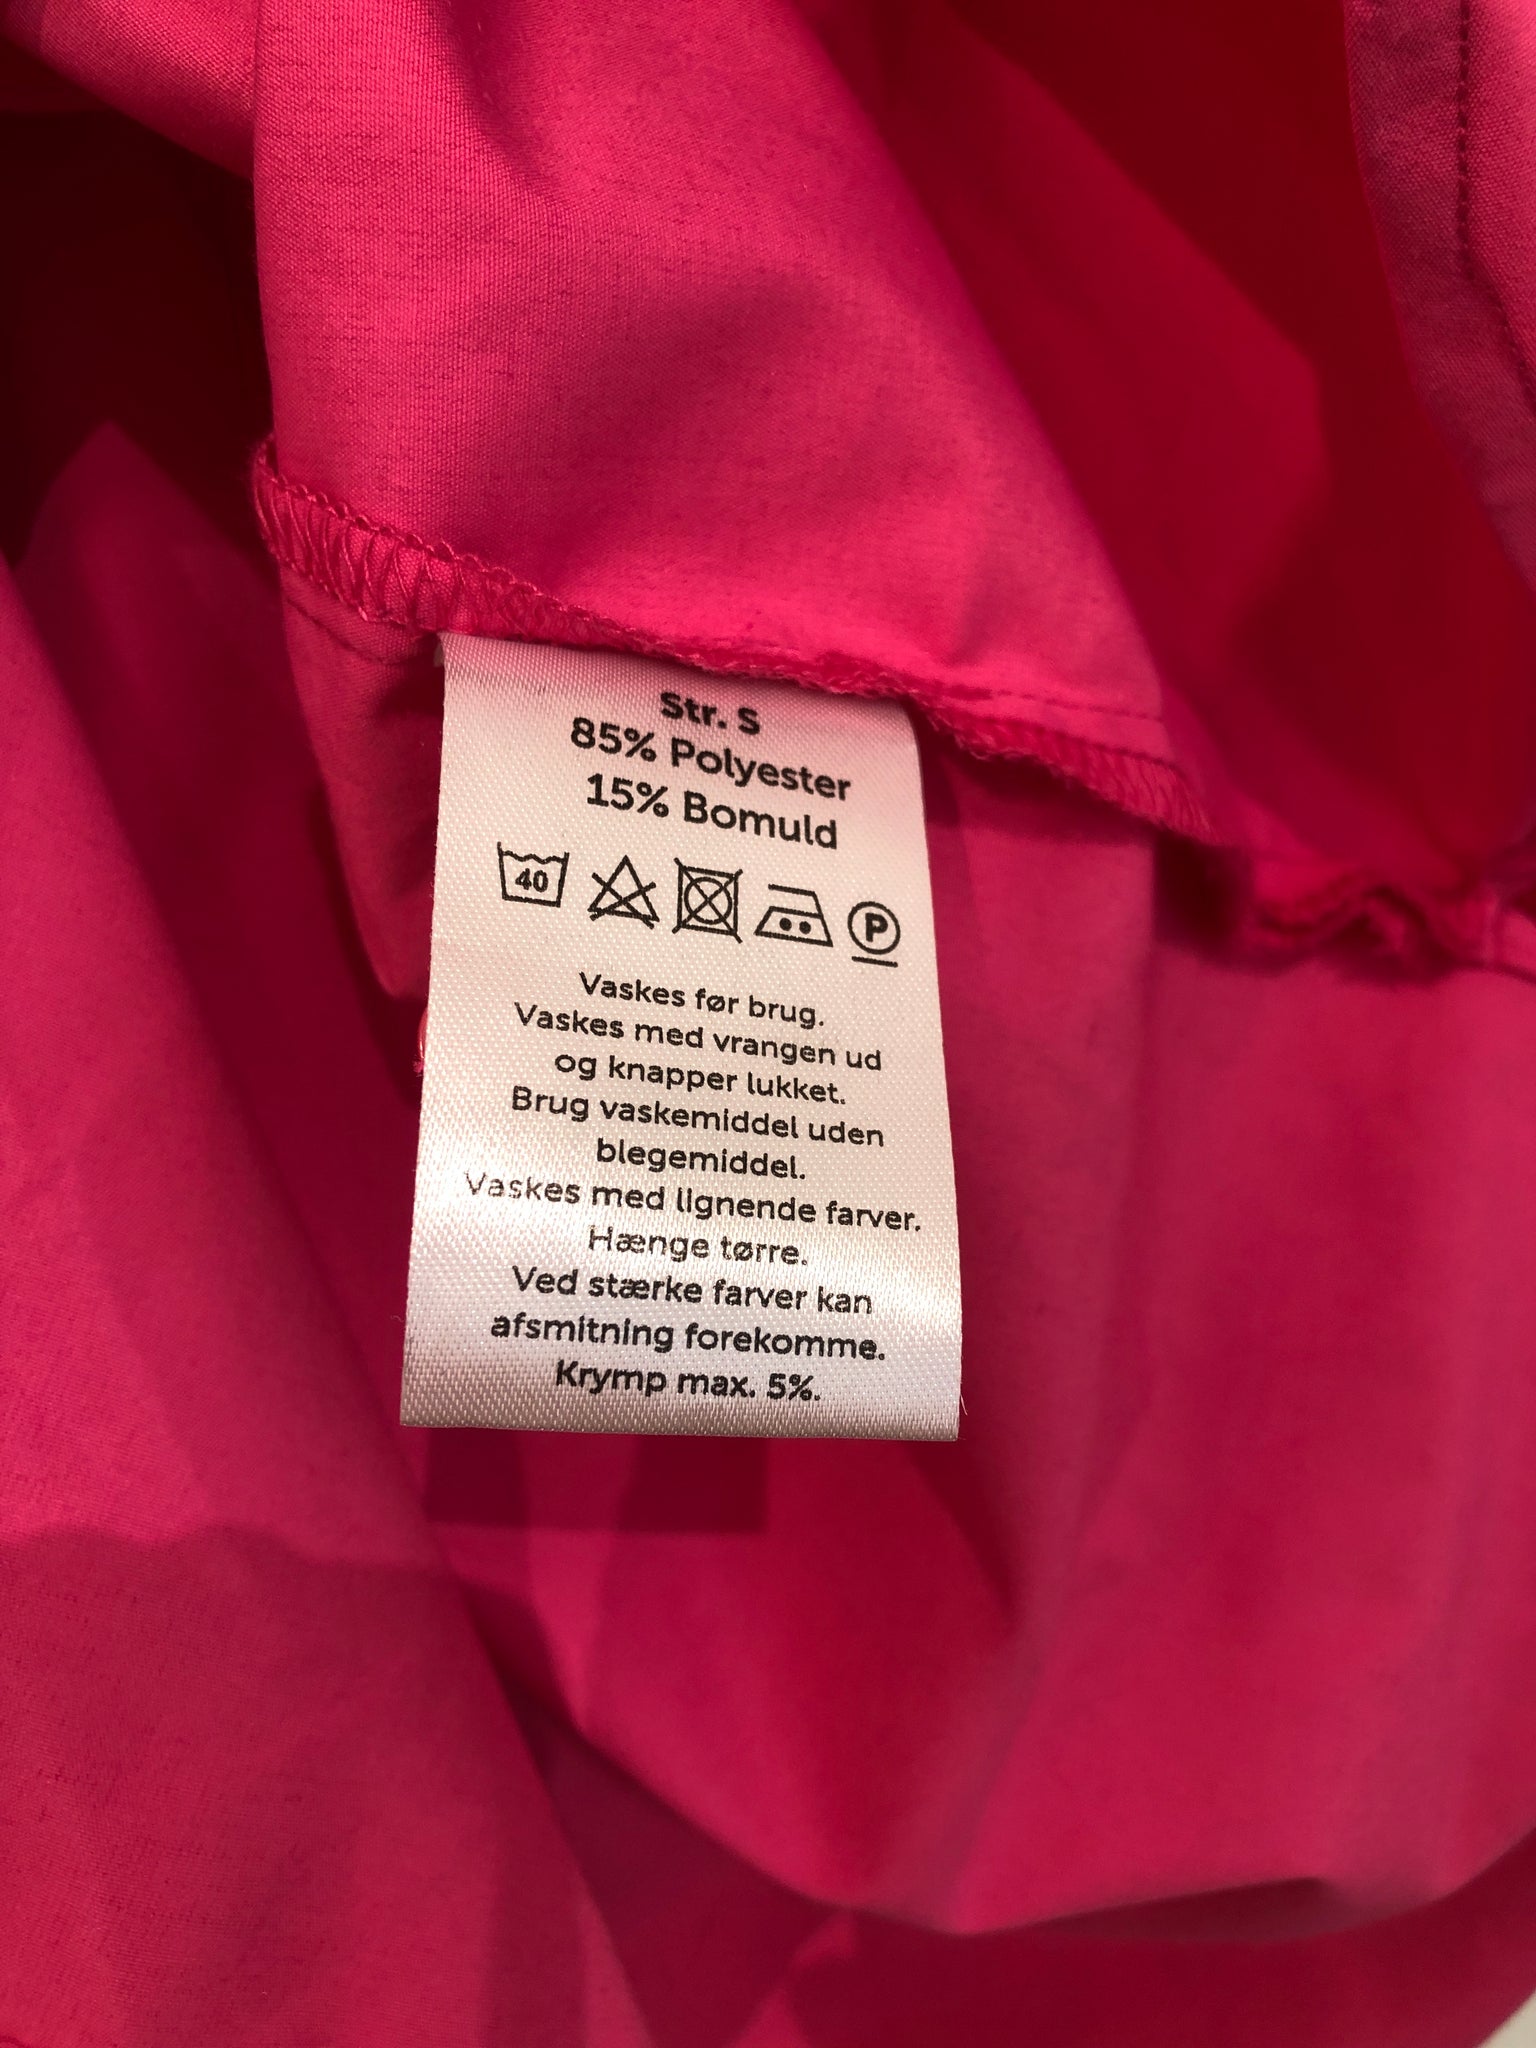 Str. S
85% Polyester
15% Bomuld
40 P
Vaskes før brug.
Vaskes med vrangen ud
og knapper lukket.
Brug vaskemiddel uden
blegemiddel.
Vaskes med lignende farver.
Hænge tørre.
Ved stærke farver kan
afsmitning forekomme.
Krymp max. 5%.